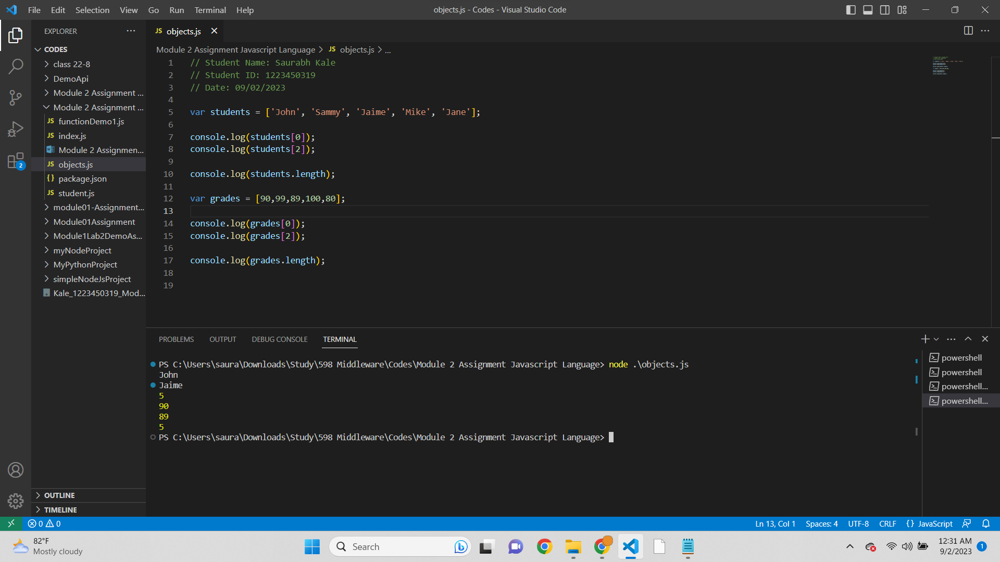 File Edit Selection View Go Run Terminal Help
objects.js - Codes - Visual Studio Code
EXPLORER
CODES
class 22-8
DemoApi
Module 2 Assignment ...
Module 2 Assignment ...
functionDemo1.js
index.js
Module 2 Assignmen...
objects.js
package.json
student.js
module01-Assignment...
Module01Assignment
Module1Lab2DemoAs...
myNodeProject
MyPythonProject
simpleNodeJsProject
Kale_1223450319_Mod...
OUTLINE
TIMELINE
2
JS objects.js
Module 2 Assignment Javascript Language > JS objects.js > ...
1 // Student Name: Saurabh Kale
2 // Student ID: 1223450319
3 // Date: 09/02/2023
4
5 var students = ['John', 'Sammy', 'Jaime', 'Mike', 'Jane'];
6
7 console.log(students[0]);
8 console.log(students[2]);
9
10 console.log(students.length);
11
12 var grades = [90,99,89,100,80];
13
14 console.log(grades[0]);
15 console.log(grades[2]);
16
17 console.log(grades.length);
18
19
PROBLEMS OUTPUT DEBUG CONSOLE TERMINAL
PS C:\Users\saura\Downloads\Study\598 Middleware\Codes\Module 2 Assignment Javascript Language> node .\objects.js
John
Jaime
5
90
89
5
PS C:\Users\saura\Downloads\Study\598 Middleware\Codes\Module 2 Assignment Javascript Language>
powershell
powershell
powershell...
powershell...
0 0
Ln 13, Col 1 Spaces: 4 UTF-8 CRLF {} JavaScript
82°F
Mostly cloudy
Search
12:31 AM
9/2/2023
1